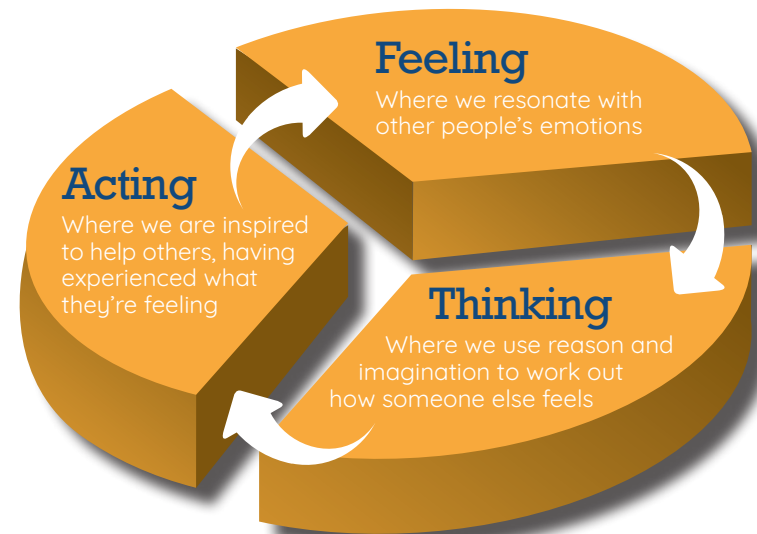 Feeling
Where we resonate with
other people's emotions
Thinking
Where we use reason and
imagination to work out
how someone else feels
Acting
Where we are inspired
to help others, having
experienced what
they're feeling